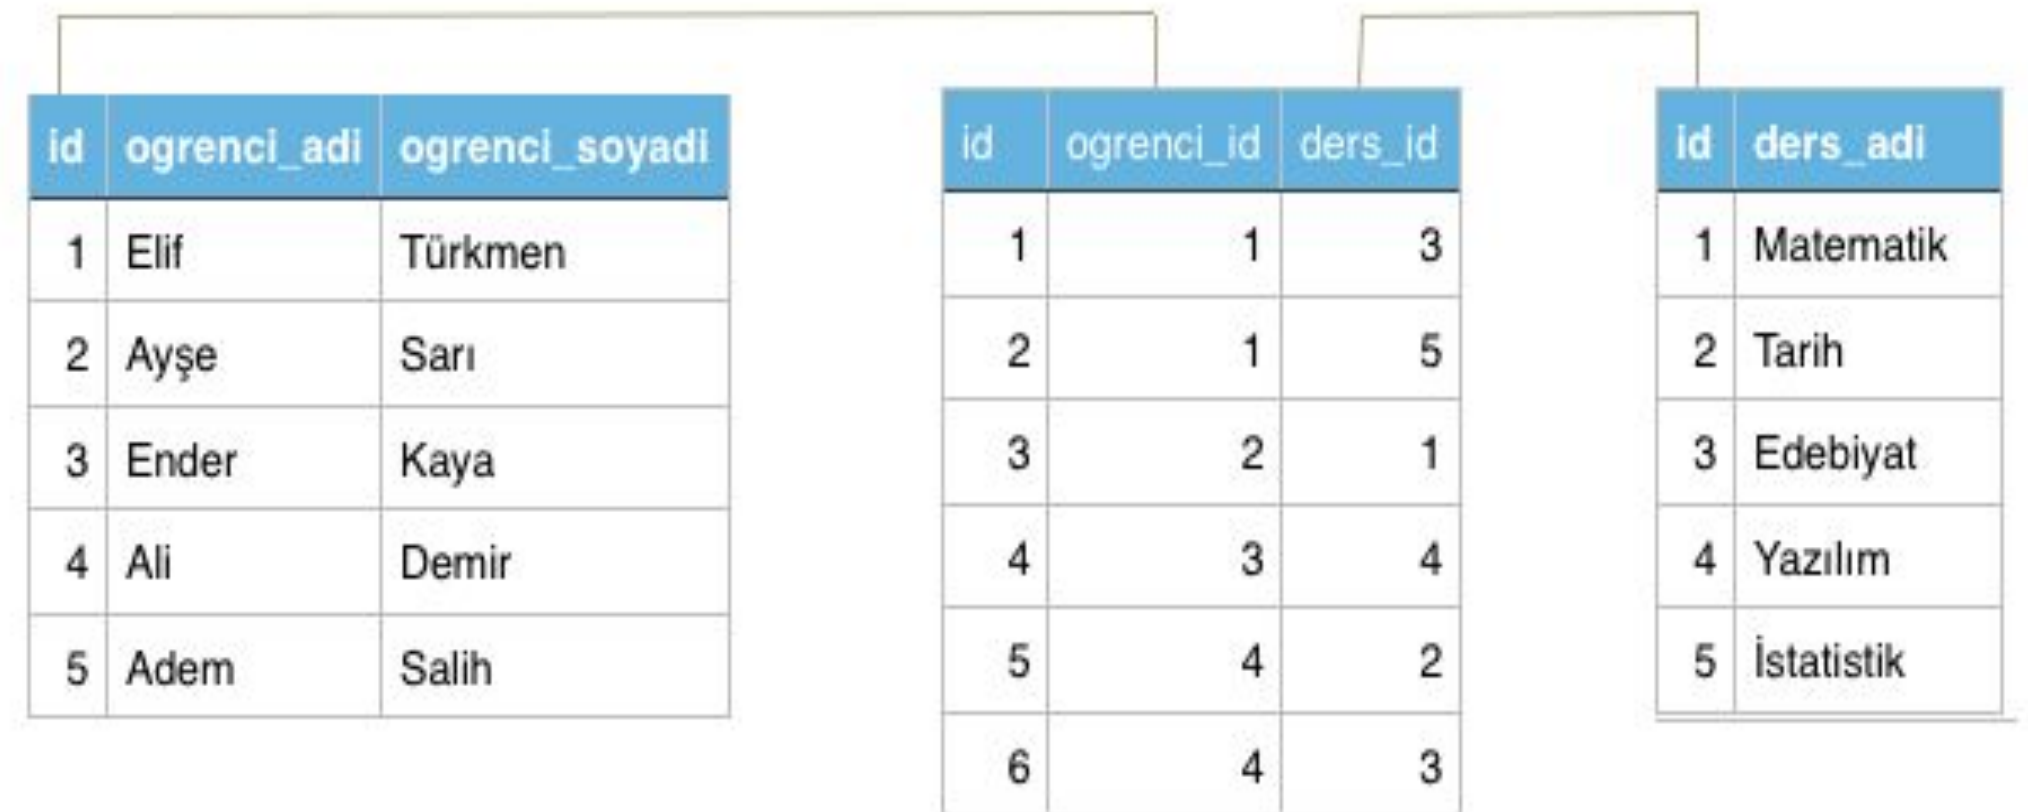 id ogrenci_adi ogrenci_soyadi
1 Elif Türkmen
2 Ayşe Sarı
3 Ender Kaya
4 Ali Demir
5 Adem Salih
id ogrenci_id ders_id
1 1 3
2 1 5
3 2 1
4 3 4
5 4 2
6 4 3
id ders_adi
1 Matematik
2 Tarih
3 Edebiyat
4 Yazılım
5 İstatistik